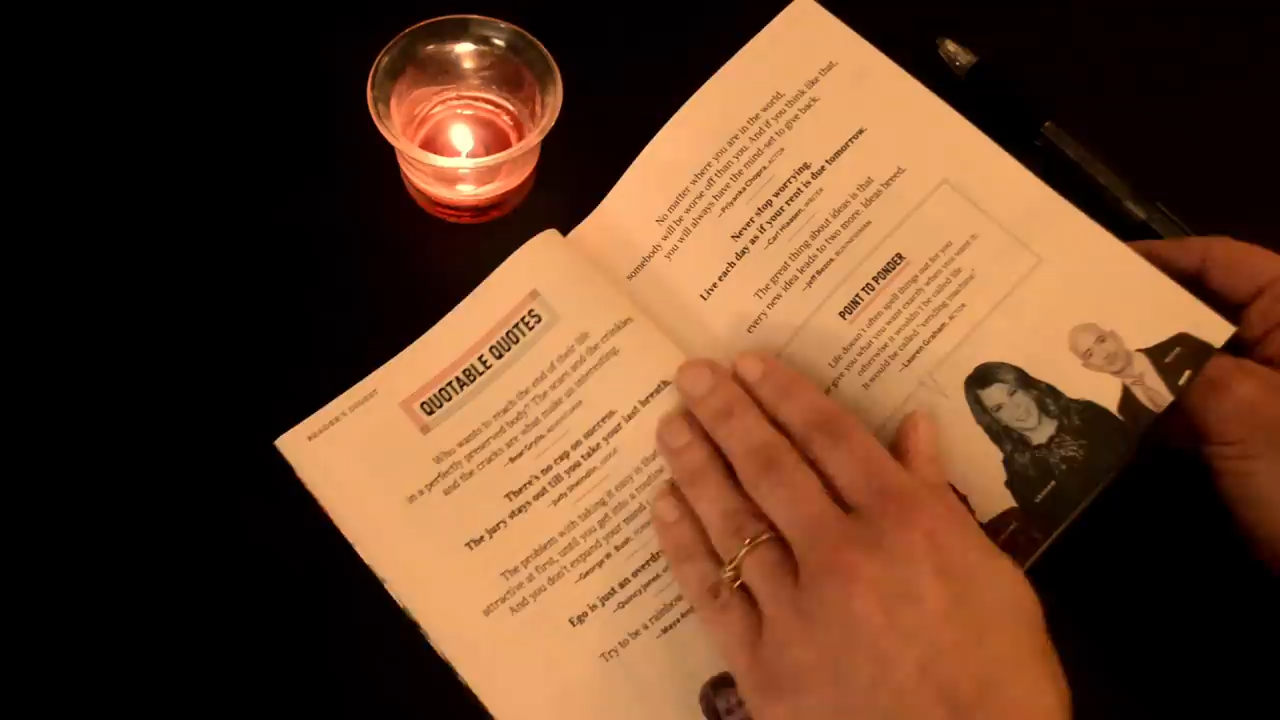 READER'S DIGEST
QUOTABLE QUOTES
Who wants to reach the end of their life
in a perfectly preserved body? The scars and the crinkles
and the cracks are what make us interesting.
There's no cap on success.
The jury stays out till you take your last breath.
—Judy Sheindlin, JUDGE
The problem with taking it easy is that
attractive at first, until you get into a routine
And you don't expand your mind
—George W. Bush,
Ego is just an overdre
—Quincy Jones,
Try to be a rainbow
—Maya
No matter where you are in the world,
somebody will be worse off than you. And if you think like that,
you will always have the mind-set to give back.
—Priyanka Chopra, ACTOR
Never stop worrying.
Live each day as if your rent is due tomorrow.
—Carl Hiaasen, WRITER
The great thing about ideas is that
every new idea leads to two more. Ideas breed.
—Jeff Bezos, BUSINESSMAN
POINT TO PONDER
Life doesn't often spell things out for you
or give you what you want exactly when you want it,
otherwise it wouldn't be called life
It would be called "vending machine"
—Lauren Graham, ACTOR